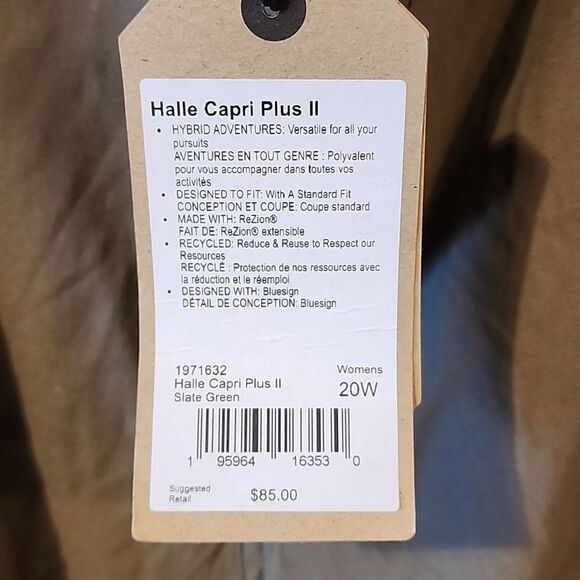 Halle Capri Plus II
• HYBRID ADVENTURES: Versatile for all your
pursuits
AVENTURES EN TOUT GENRE : Polyvalent
pour vous accompagner dans toutes vos
activités
• DESIGNED TO FIT: With A Standard Fit
CONCEPTION ET COUPE: Coupe standard
• MADE WITH: ReZion®
FAIT DE: ReZion® extensible
• RECYCLED: Reduce & Reuse to Respect our
Resources
RECYCLÉ : Protection de nos ressources avec
la réduction et le réemploi
• DESIGNED WITH: Bluesign
DÉTAIL DE CONCEPTION: Bluesign
1971632
Halle Capri Plus II
Slate Green
Womens
20W
1 95964 16353 0
Suggested
Retail
$85.00